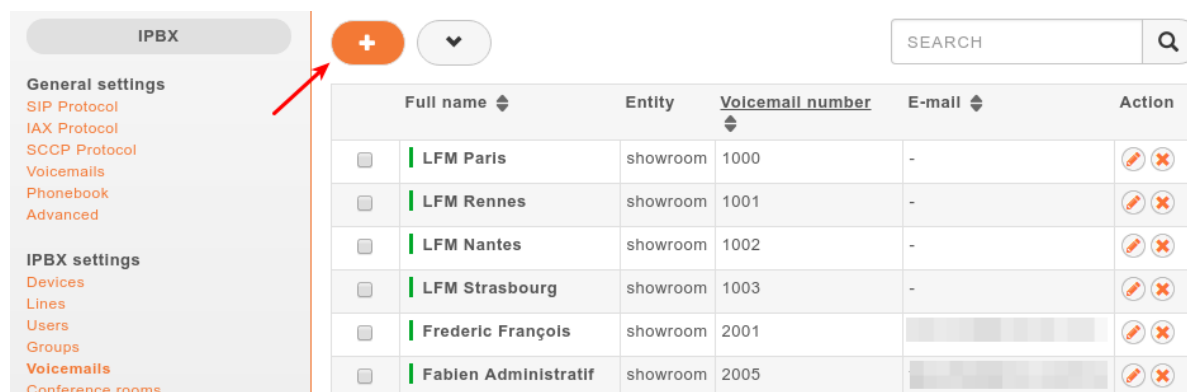 IPBX
General settings
SIP Protocol
IAX Protocol
SCCP Protocol
Voicemails
Phonebook
Advanced
IPBX settings
Devices
Lines
Users
Groups
Voicemails
Conference rooms
SEARCH
Full name Entity Voicemail number E-mail Action
LFM Paris showroom 1000 -
LFM Rennes showroom 1001 -
LFM Nantes showroom 1002 -
LFM Strasbourg showroom 1003 -
Frederic François showroom 2001
Fabien Administratif showroom 2005